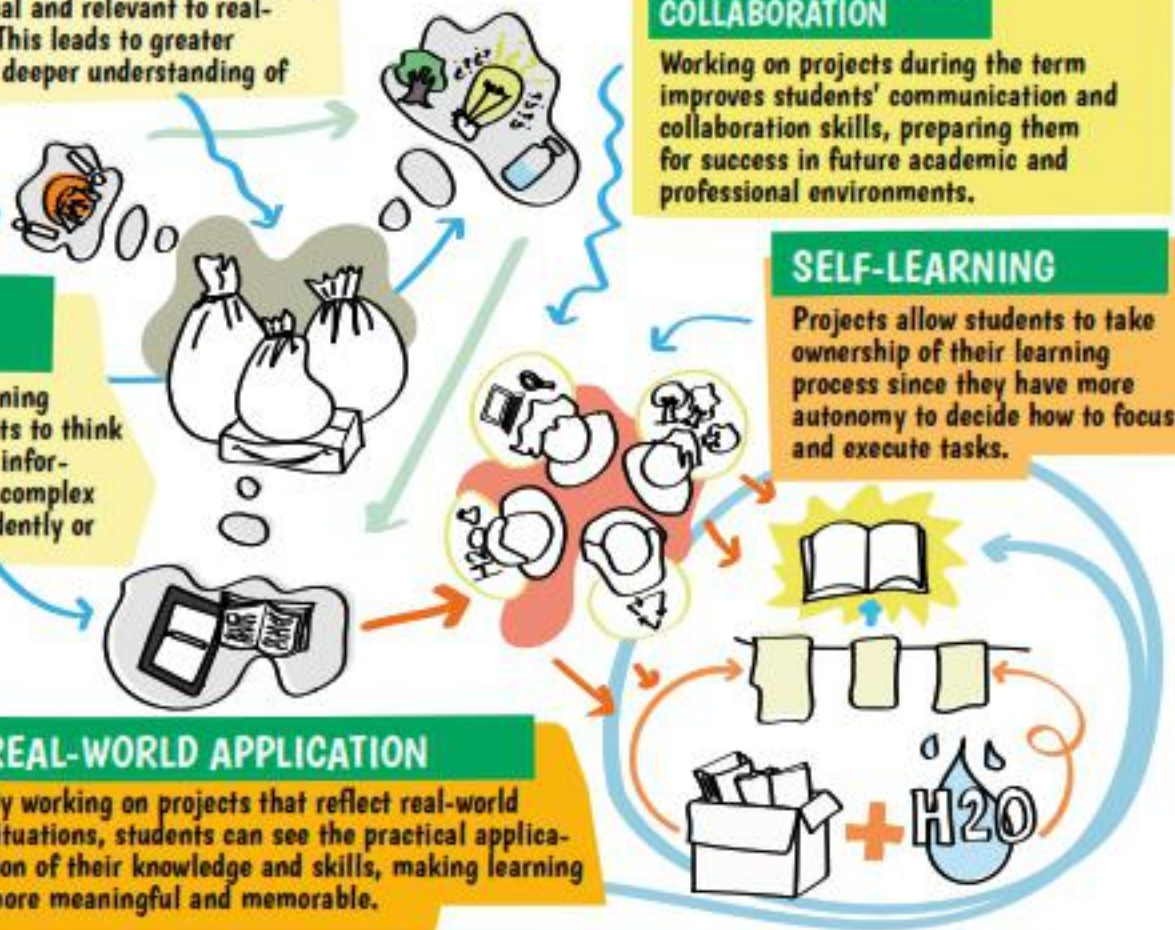 al and relevant to real-
This leads to greater
deeper understanding of
COLLABORATION
Working on projects during the term
improves students' communication and
collaboration skills, preparing them
for success in future academic and
professional environments.
SELF-LEARNING
Projects allow students to take
ownership of their learning
process since they have more
autonomy to decide how to focus
and execute tasks.
ning
ts to think
infor-
complex
dently or
REAL-WORLD APPLICATION
y working on projects that reflect real-world
ituations, students can see the practical applica-
on of their knowledge and skills, making learning
ore meaningful and memorable.
H2O